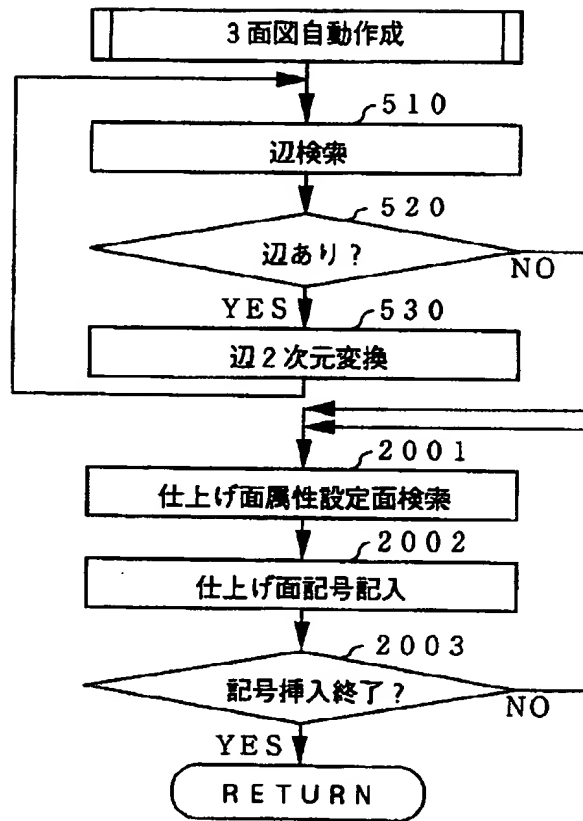 3面図自動作成
510
辺検索
520
辺あり?
NO
YES
530
辺2次元変換
2001
仕上げ面属性設定面検索
2002
仕上げ面記号記入
2003
記号挿入終了?
NO
YES
RETURN